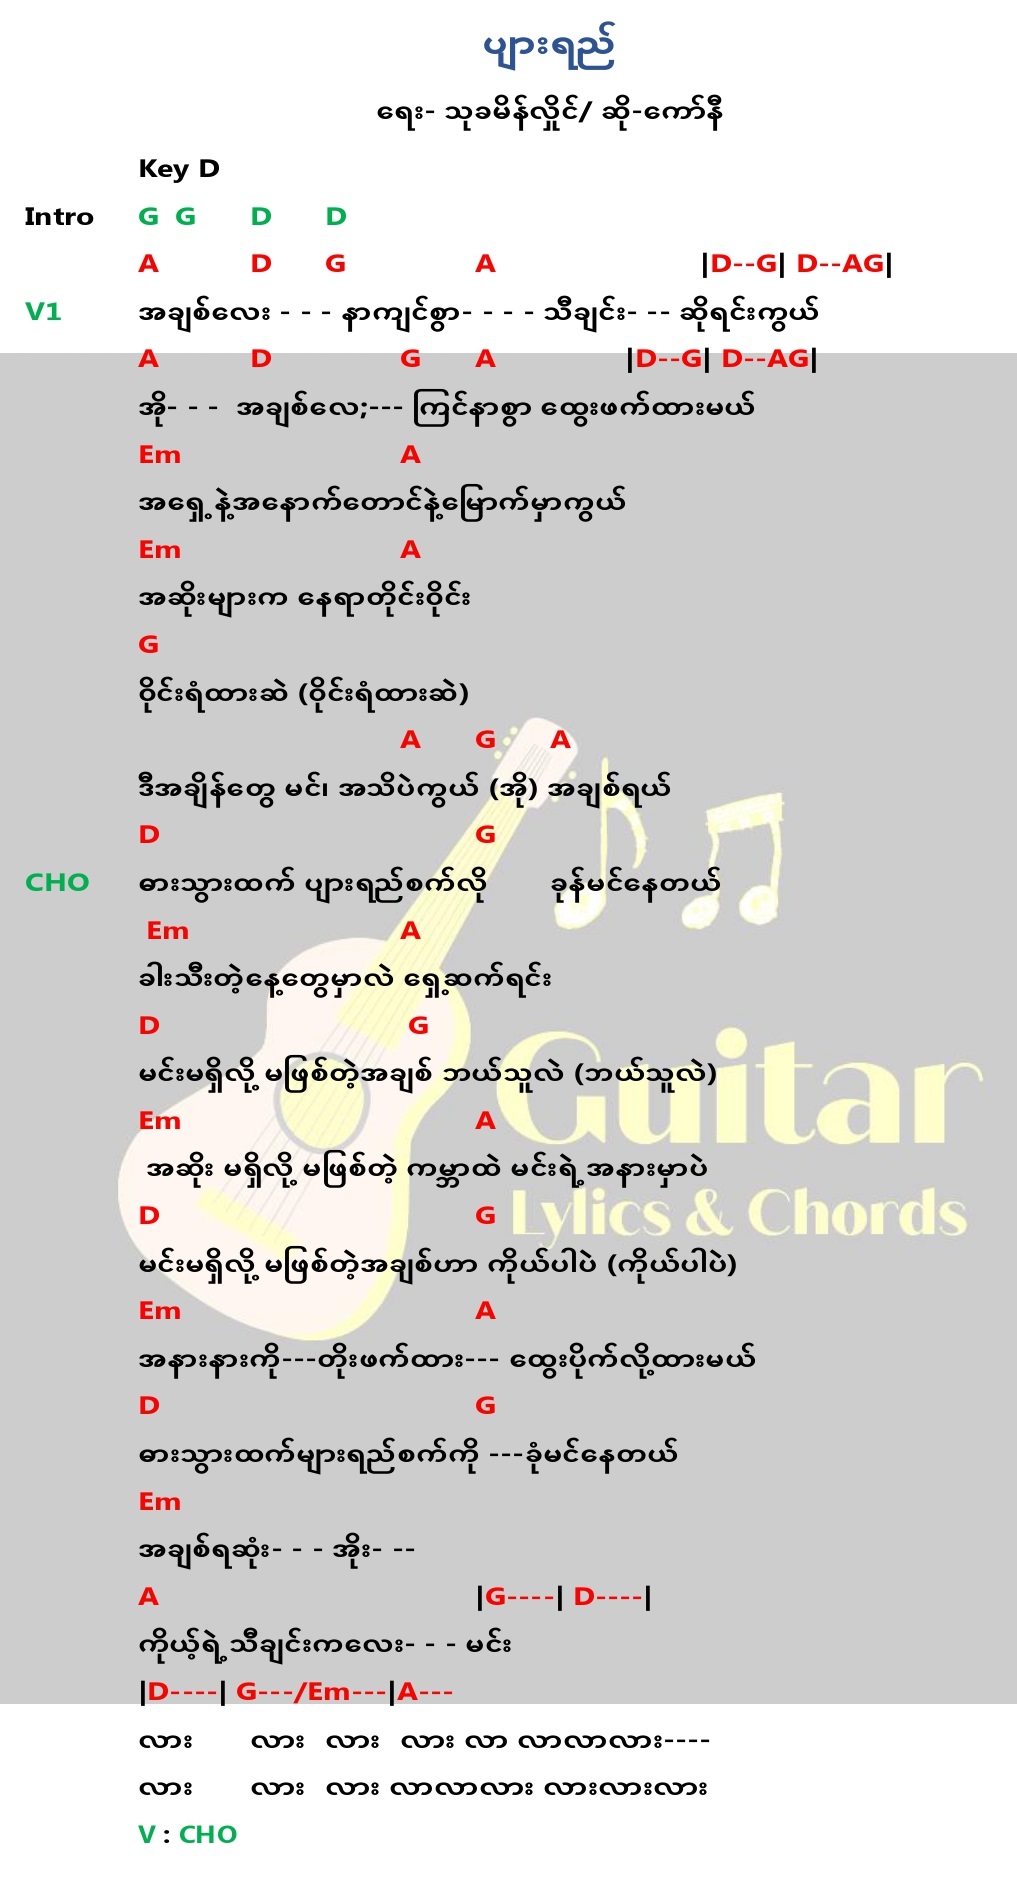 ပျားရည်
ရေး- သုခမိန်လှိုင်/ ဆို-ကော်နီ
Key D
Intro G G D D
A D G A |D--G| D--AG|
V1 အချစ်လေး - - - နာကျင်စွာ- - - - သီချင်း- -- ဆိုရင်းကွယ်
A D G A |D--G| D--AG|
အို- - - အချစ်လေ;--- ကြင်နာစွာ ထွေးဖက်ထားမယ်
Em A
အရှေ့နဲ့အနောက်တောင်နဲ့မြောက်မှာကွယ်
Em A
အဆိုးများက နေရာတိုင်းဝိုင်း
G
ဝိုင်းရံထားဆဲ (ဝိုင်းရံထားဆဲ)
A G A
ဒီအချိန်တွေ မင်၊ အသိပဲကွယ် (အို) အချစ်ရယ်
D G
CHO ဓားသွားထက် ပျားရည်စက်လို ခုန်မင်နေတယ်
Em A
ခါးသီးတဲ့နေ့တွေမှာလဲ ရှေ့ဆက်ရင်း
D G
မင်းမရှိလို့ မဖြစ်တဲ့အချစ် ဘယ်သူလဲ (ဘယ်သူလဲ)
Em A
အဆိုး မရှိလို့ မဖြစ်တဲ့ ကမ္ဘာထဲ မင်းရဲ့အနားမှာပဲ
D G
မင်းမရှိလို့ မဖြစ်တဲ့အချစ်ဟာ ကိုယ်ပါပဲ (ကိုယ်ပါပဲ)
Em A
အနားနားကို---တိုးဖက်ထား--- ထွေးပိုက်လို့ထားမယ်
D G
ဓားသွားထက်များရည်စက်ကို ---ခုံမင်နေတယ်
Em
အချစ်ရဆုံး- - - အိုး- --
A |G----| D----|
ကိုယ့်ရဲ့သီချင်းကလေး- - - မင်း
|D----| G---/Em---|A---
လား လား လား လား လာ လာလာလား----
လား လား လား လာလာလား လားလားလား
V : CHO
Guitar
Lylics & Chords